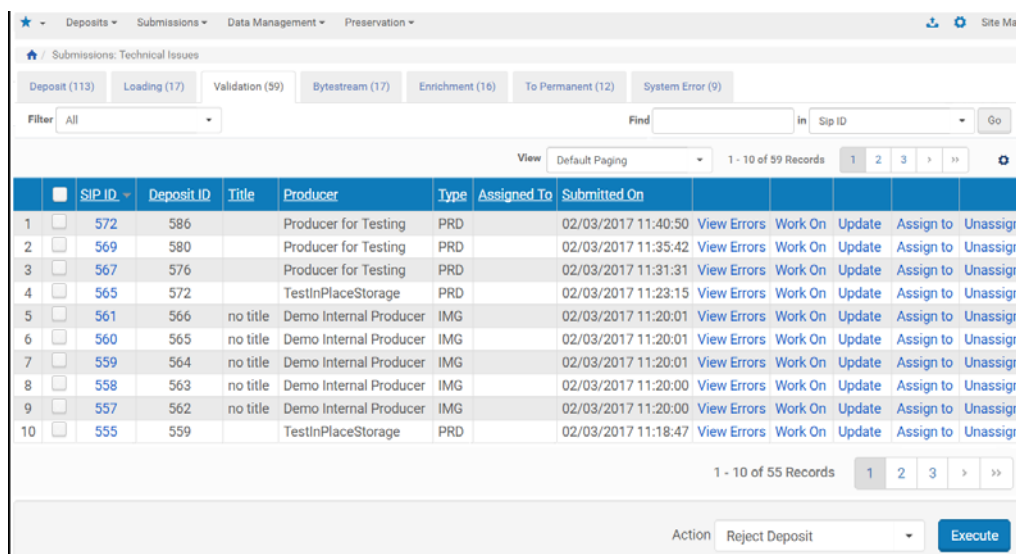 Deposits Submissions Data Management Preservation Site Ma
/ Submissions: Technical Issues
Deposit (113) Loading (17) Validation (59) Bytestream (17) Enrichment (16) To Permanent (12) System Error (9)
Filter All Find in Sip ID Go
View Default Paging 1 - 10 of 59 Records 1 2 3 › ››
SIP ID Deposit ID Title Producer Type Assigned To Submitted On
1 572 586 Producer for Testing PRD 02/03/2017 11:40:50 View Errors Work On Update Assign to Unassign
2 569 580 Producer for Testing PRD 02/03/2017 11:35:42 View Errors Work On Update Assign to Unassign
3 567 576 Producer for Testing PRD 02/03/2017 11:31:31 View Errors Work On Update Assign to Unassign
4 565 572 TestInPlaceStorage PRD 02/03/2017 11:23:15 View Errors Work On Update Assign to Unassign
5 561 566 no title Demo Internal Producer IMG 02/03/2017 11:20:01 View Errors Work On Update Assign to Unassign
6 560 565 no title Demo Internal Producer IMG 02/03/2017 11:20:01 View Errors Work On Update Assign to Unassign
7 559 564 no title Demo Internal Producer IMG 02/03/2017 11:20:01 View Errors Work On Update Assign to Unassign
8 558 563 no title Demo Internal Producer IMG 02/03/2017 11:20:00 View Errors Work On Update Assign to Unassign
9 557 562 no title Demo Internal Producer IMG 02/03/2017 11:20:00 View Errors Work On Update Assign to Unassign
10 555 559 TestInPlaceStorage PRD 02/03/2017 11:18:47 View Errors Work On Update Assign to Unassign
1 - 10 of 55 Records 1 2 3 › ››
Action Reject Deposit Execute